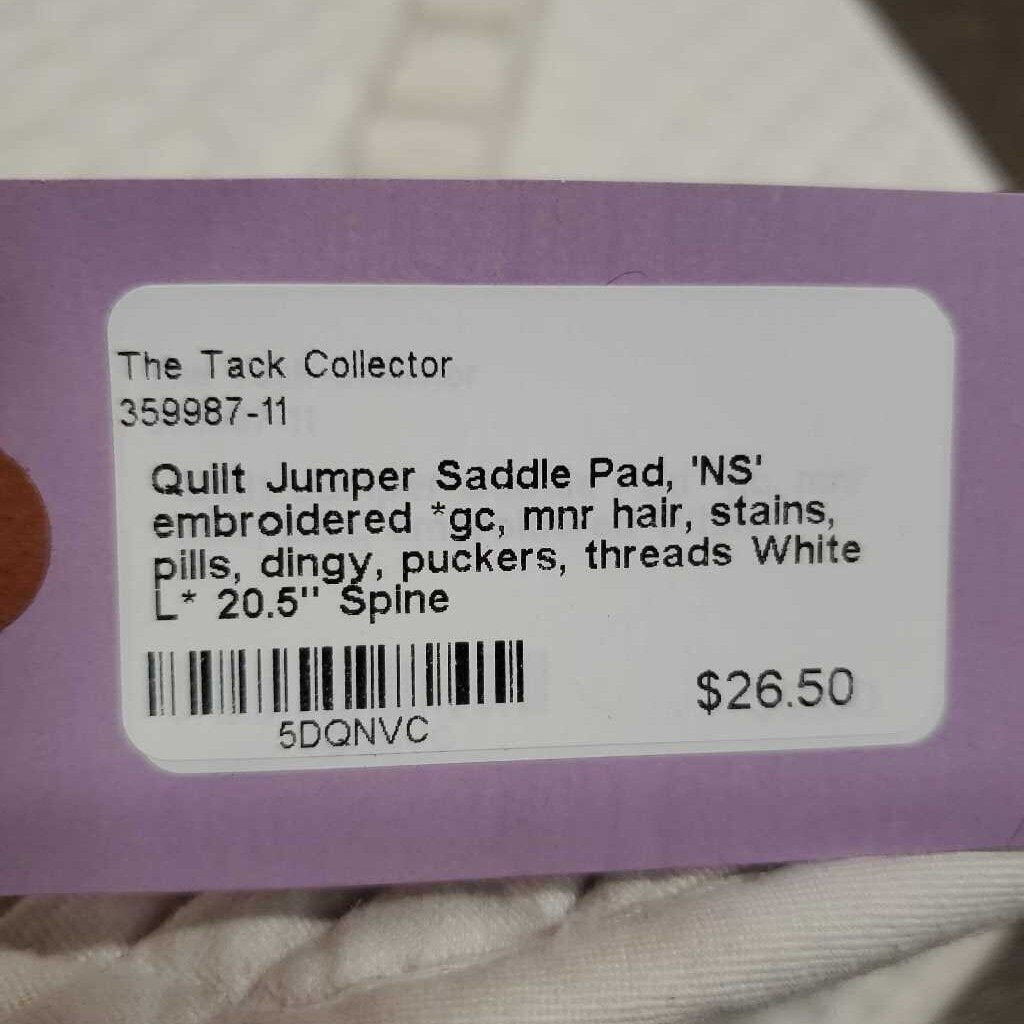 The Tack Collector
359987-11
Quilt Jumper Saddle Pad, 'NS'
embroidered *gc, mnr hair, stains,
pills, dingy, puckers, threads White
L* 20.5" Spine
5DQNVC
$26.50